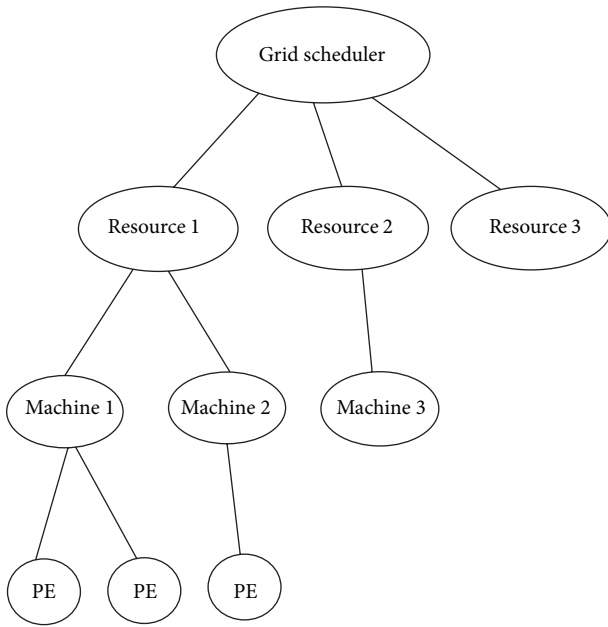 Grid scheduler
Resource 1
Resource 2
Resource 3
Machine 1
Machine 2
Machine 3
PE
PE
PE